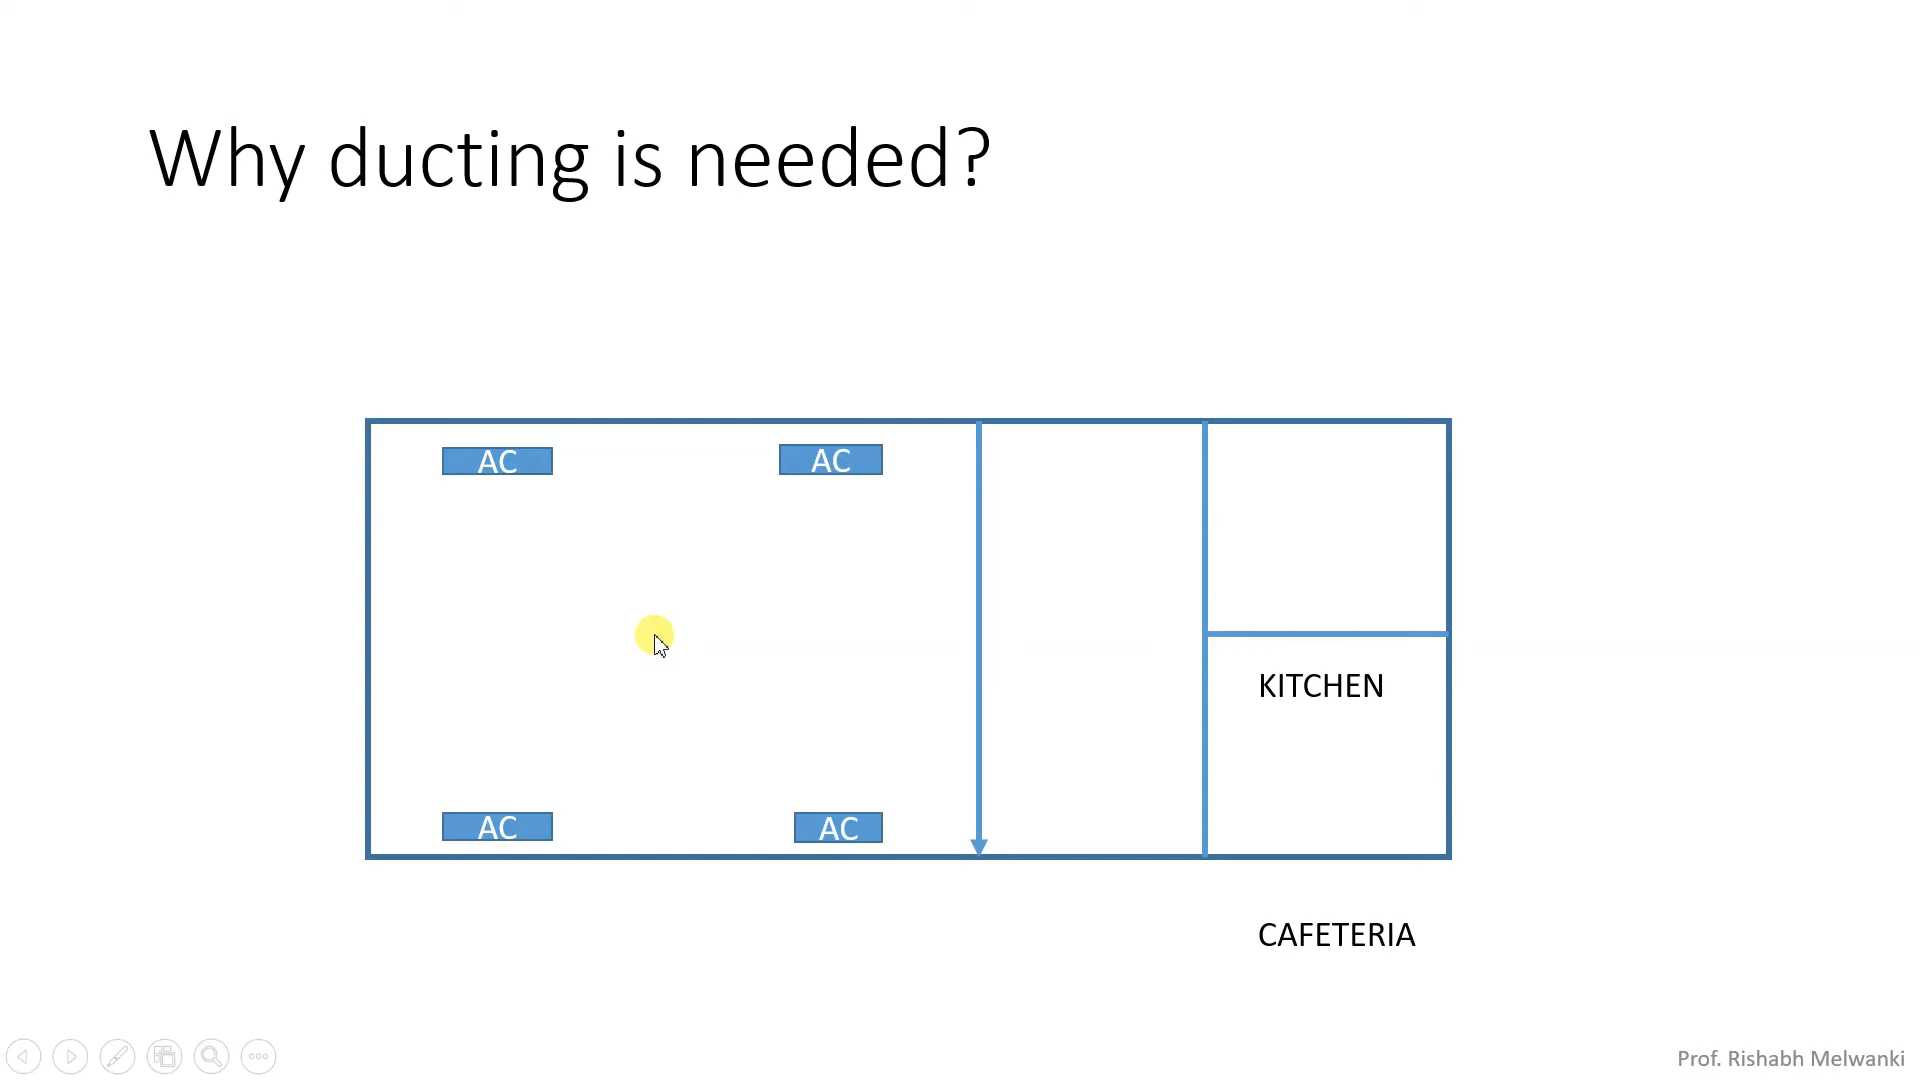 Why ducting is needed?
AC
AC
KITCHEN
AC
AC
CAFETERIA
Prof. Rishabh Melwanki